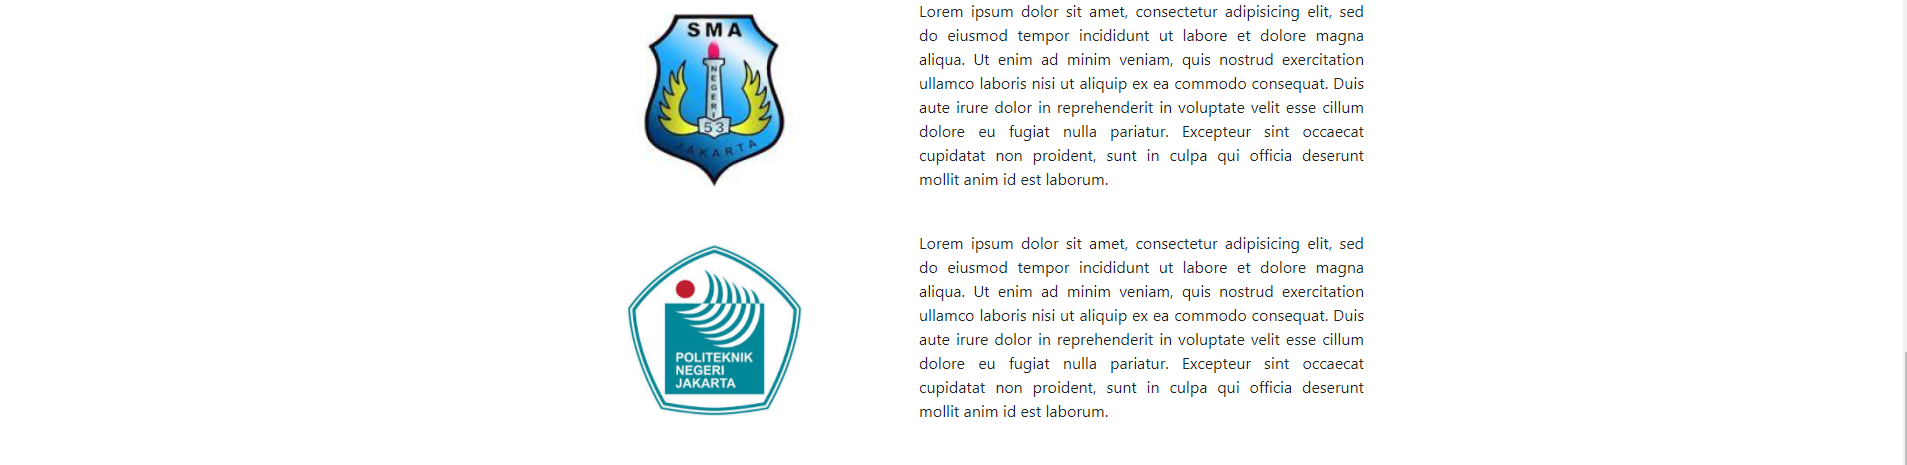 SMA
NEGERI
53
JAKARTA
Lorem ipsum dolor sit amet, consectetur adipisicing elit, sed
do eiusmod tempor incididunt ut labore et dolore magna
aliqua. Ut enim ad minim veniam, quis nostrud exercitation
ullamco laboris nisi ut aliquip ex ea commodo consequat. Duis
aute irure dolor in reprehenderit in voluptate velit esse cillum
dolore eu fugiat nulla pariatur. Excepteur sint occaecat
cupidatat non proident, sunt in culpa qui officia deserunt
mollit anim id est laborum.
POLITEKNIK
NEGERI
JAKARTA
Lorem ipsum dolor sit amet, consectetur adipisicing elit, sed
do eiusmod tempor incididunt ut labore et dolore magna
aliqua. Ut enim ad minim veniam, quis nostrud exercitation
ullamco laboris nisi ut aliquip ex ea commodo consequat. Duis
aute irure dolor in reprehenderit in voluptate velit esse cillum
dolore eu fugiat nulla pariatur. Excepteur sint occaecat
cupidatat non proident, sunt in culpa qui officia deserunt
mollit anim id est laborum.